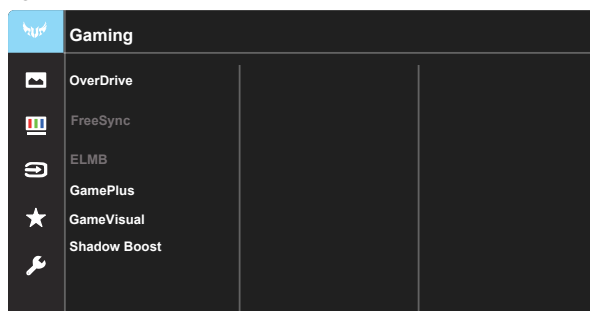 Gaming
OverDrive
FreeSync
ELMB
GamePlus
GameVisual
Shadow Boost